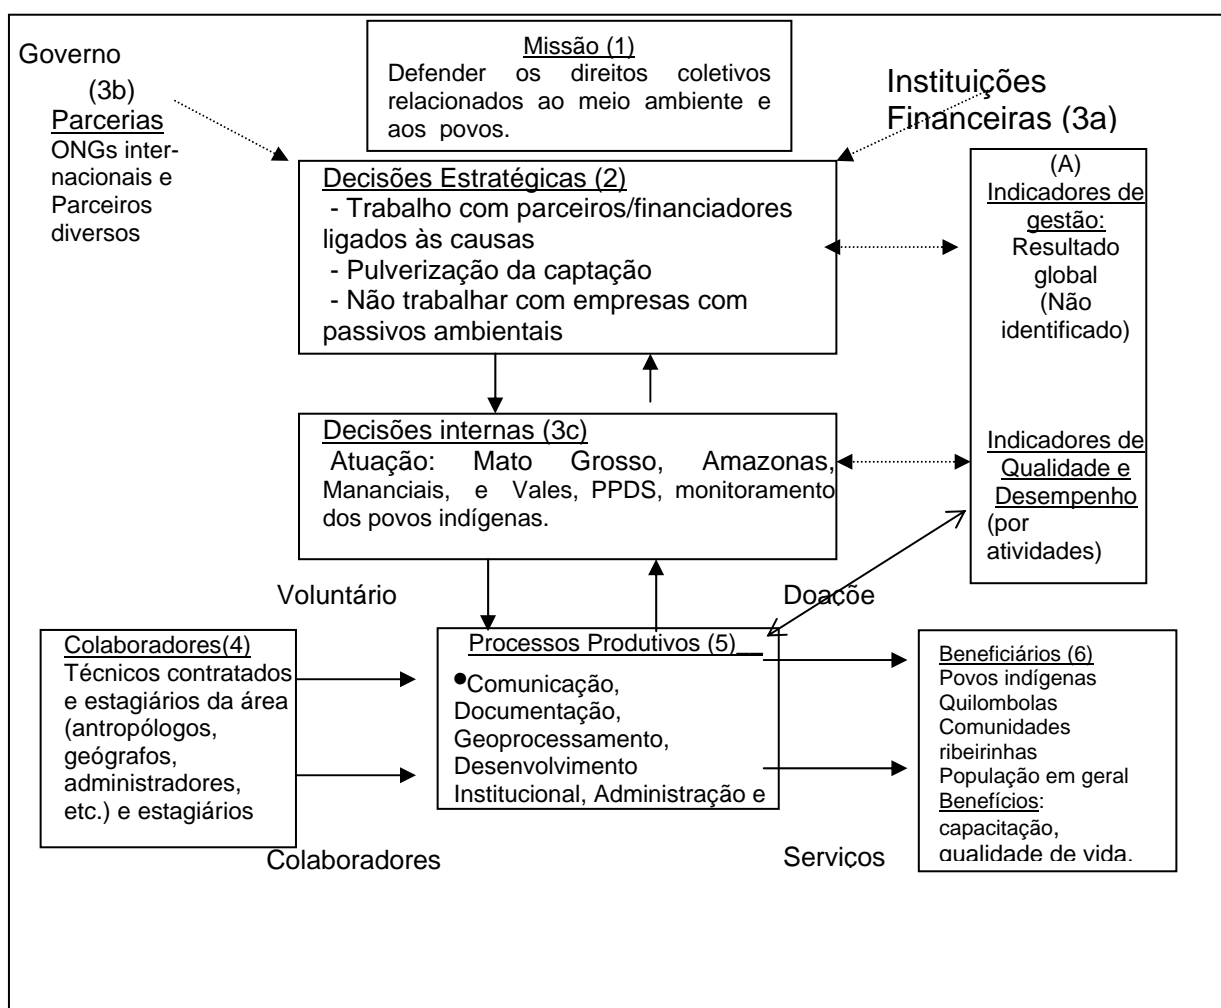 Missão (1)
Defender os direitos coletivos
relacionados ao meio ambiente e
aos povos.
Governo
(3b)
Parcerias
ONGs inter-
nacionais e
Parceiros
diversos
Instituições
Financeiras (3a)
Decisões Estratégicas (2)
- Trabalho com parceiros/financiadores
ligados às causas
- Pulverização da captação
- Não trabalhar com empresas com
passivos ambientais
(A)
Indicadores de
gestão:
Resultado
global
(Não
identificado)
Indicadores de
Qualidade e
Desempenho
(por
atividades)
Decisões internas (3c)
Atuação: Mato Grosso, Amazonas,
Mananciais, e Vales, PPDS, monitoramento
dos povos indígenas.
Voluntário
Doaçõe
Colaboradores(4)
Técnicos contratados
e estagiários da área
(antropólogos,
geógrafos,
administradores,
etc.) e estagiários
Processos Produtivos (5)__
•Comunicação,
Documentação,
Geoprocessamento,
Desenvolvimento
Institucional, Administração e
Beneficiários (6)
Povos indígenas
Quilombolas
Comunidades
ribeirinhas
População em geral
Benefícios:
capacitação,
qualidade de vida.
Colaboradores
Serviços